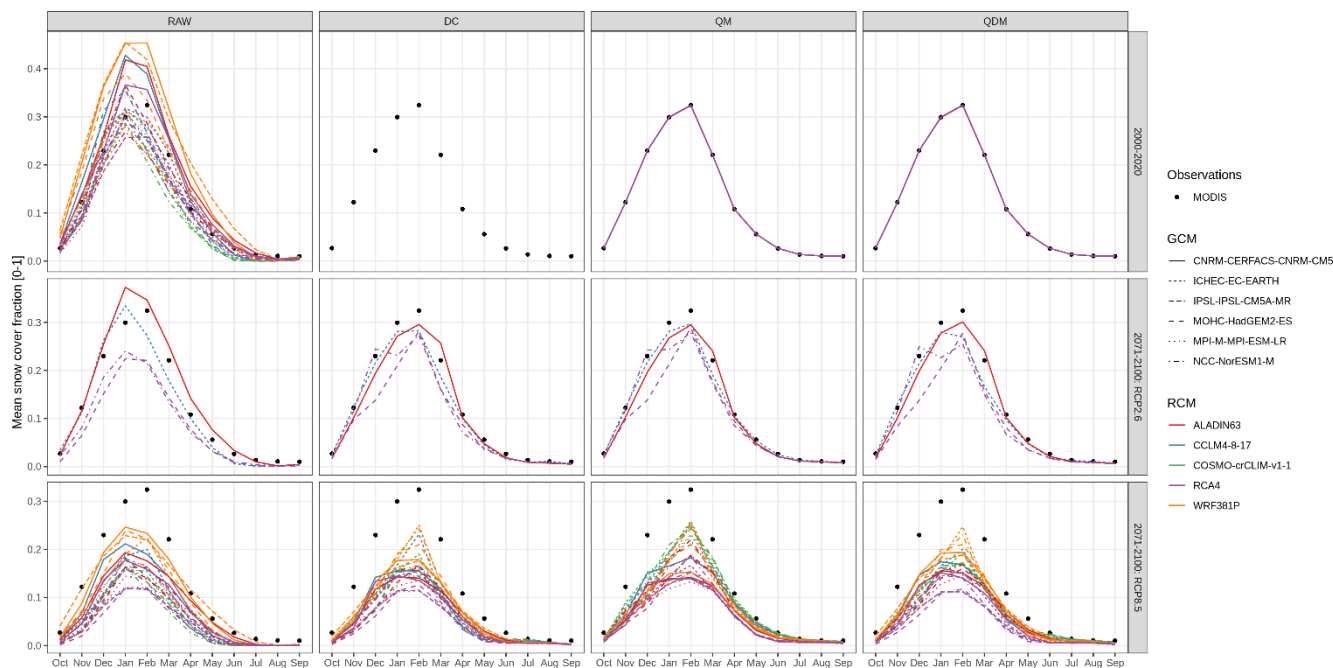 RAW DC QM QDM
Mean snow cover fraction [0-1]
0.4
0.3
0.2
0.1
0.0
2000-2020
0.3
0.2
0.1
0.0
2071-2100: RCP2.6
0.3
0.2
0.1
0.0
2071-2100: RCP8.5
Oct Nov Dec Jan Feb Mar Apr May Jun Jul Aug Sep Oct Nov Dec Jan Feb Mar Apr May Jun Jul Aug Sep Oct Nov Dec Jan Feb Mar Apr May Jun Jul Aug Sep Oct Nov Dec Jan Feb Mar Apr May Jun Jul Aug Sep
Observations
MODIS
GCM
CNRM-CERFACS-CNRM-CM5
ICHEC-EC-EARTH
IPSL-IPSL-CM5A-MR
MOHC-HadGEM2-ES
MPI-M-MPI-ESM-LR
NCC-NorESM1-M
RCM
ALADIN63
CCLM4-8-17
COSMO-crCLIM-v1-1
RCA4
WRF381P